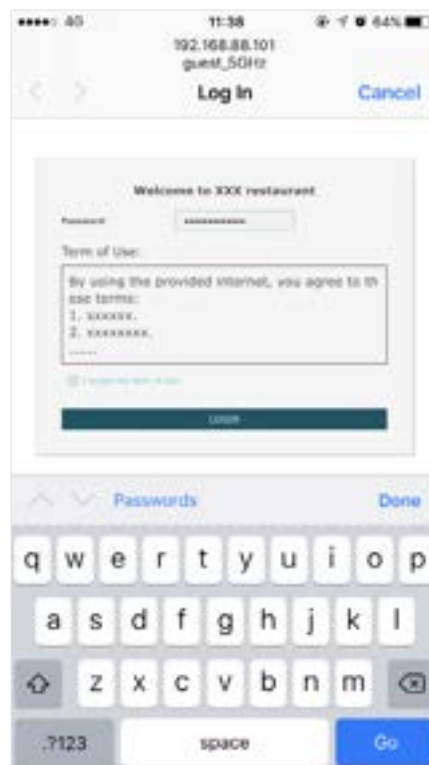 4G 11:38 64%
192.168.88.101
guest_5GHz
Log In Cancel
Welcome to XXX restaurant
Password
Term of Use:
By using the provided internet, you agree to th
ese terms:
1. xxxxxx.
2. xxxxxxxx.
......
LOGIN
Passwords Done
q w e r t y u i o p
a s d f g h j k l
z x c v b n m
.?123 space Go